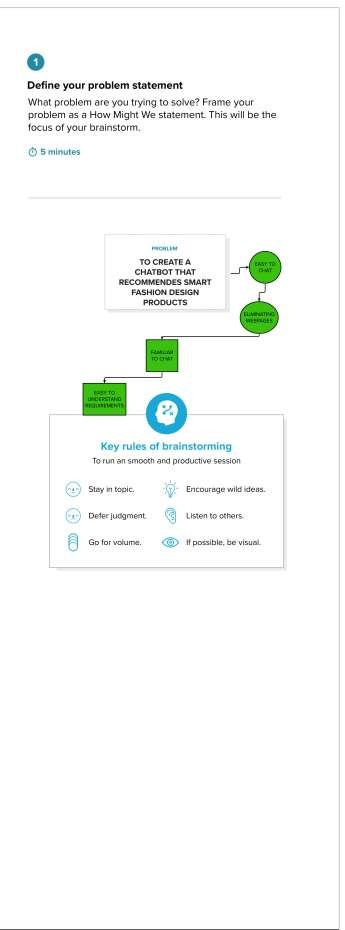 1
Define your problem statement
What problem are you trying to solve? Frame your
problem as a How Might We statement. This will be the
focus of your brainstorm.
5 minutes
PROBLEM
TO CREATE A
CHATBOT THAT
RECOMMENDES SMART
FASHION DESIGN
PRODUCTS
EASY TO
CHAT
ELIMINATING
WEBPAGES
FAMILIAR
TO CHAT
EASY TO
UNDERSTAND
REQUIREMENTS
Key rules of brainstorming
To run an smooth and productive session
Stay in topic.
Encourage wild ideas.
Defer judgment.
Listen to others.
Go for volume.
If possible, be visual.